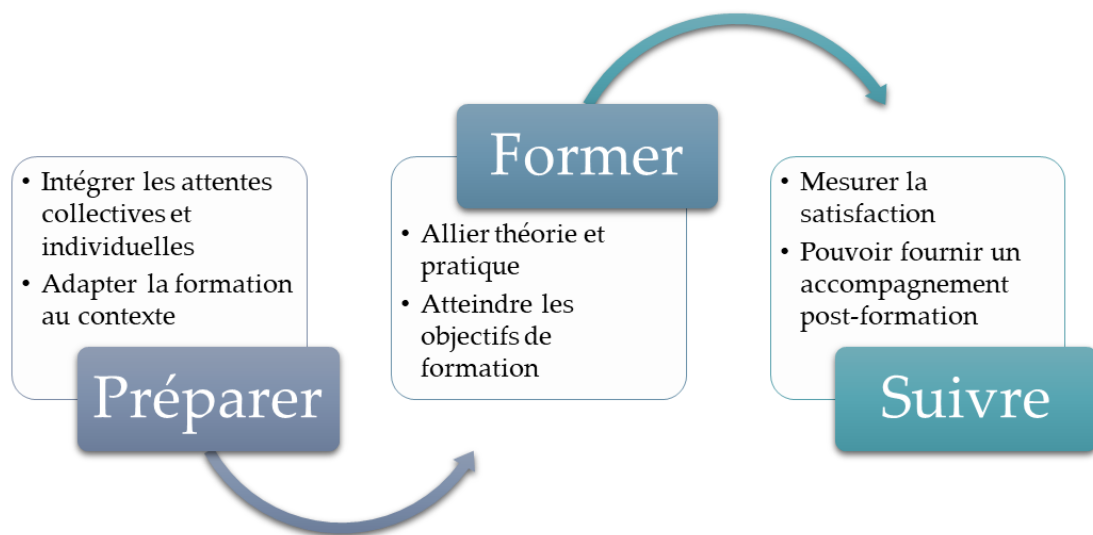 • Intégrer les attentes
collectives et
individuelles
• Adapter la formation
au contexte
Préparer
Former
• Allier théorie et
pratique
• Atteindre les
objectifs de
formation
• Mesurer la
satisfaction
• Pouvoir fournir un
accompagnement
post-formation
Suivre